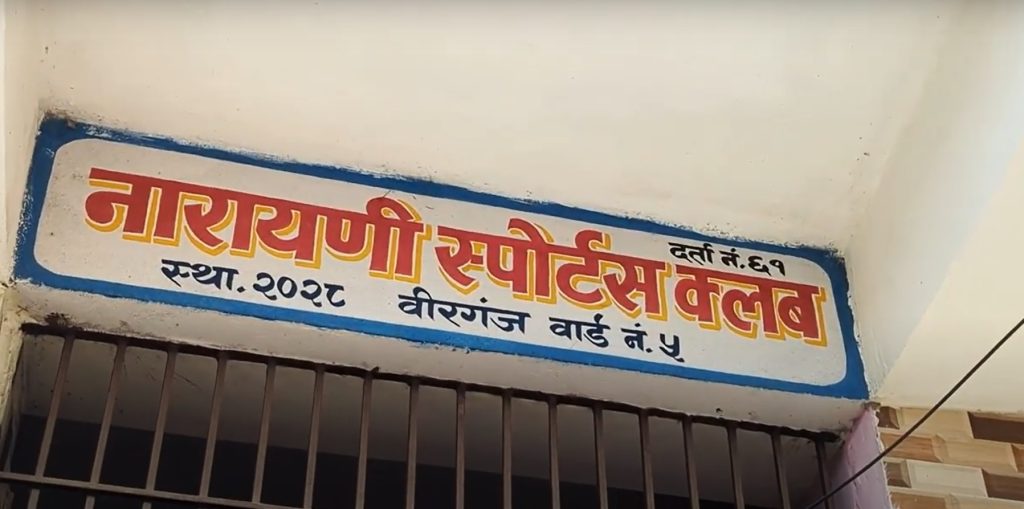 दर्ता नं. ६१
नारायणी स्पोर्टस क्लब
स्था. २०२८ वीरगंज वार्ड नं. ५